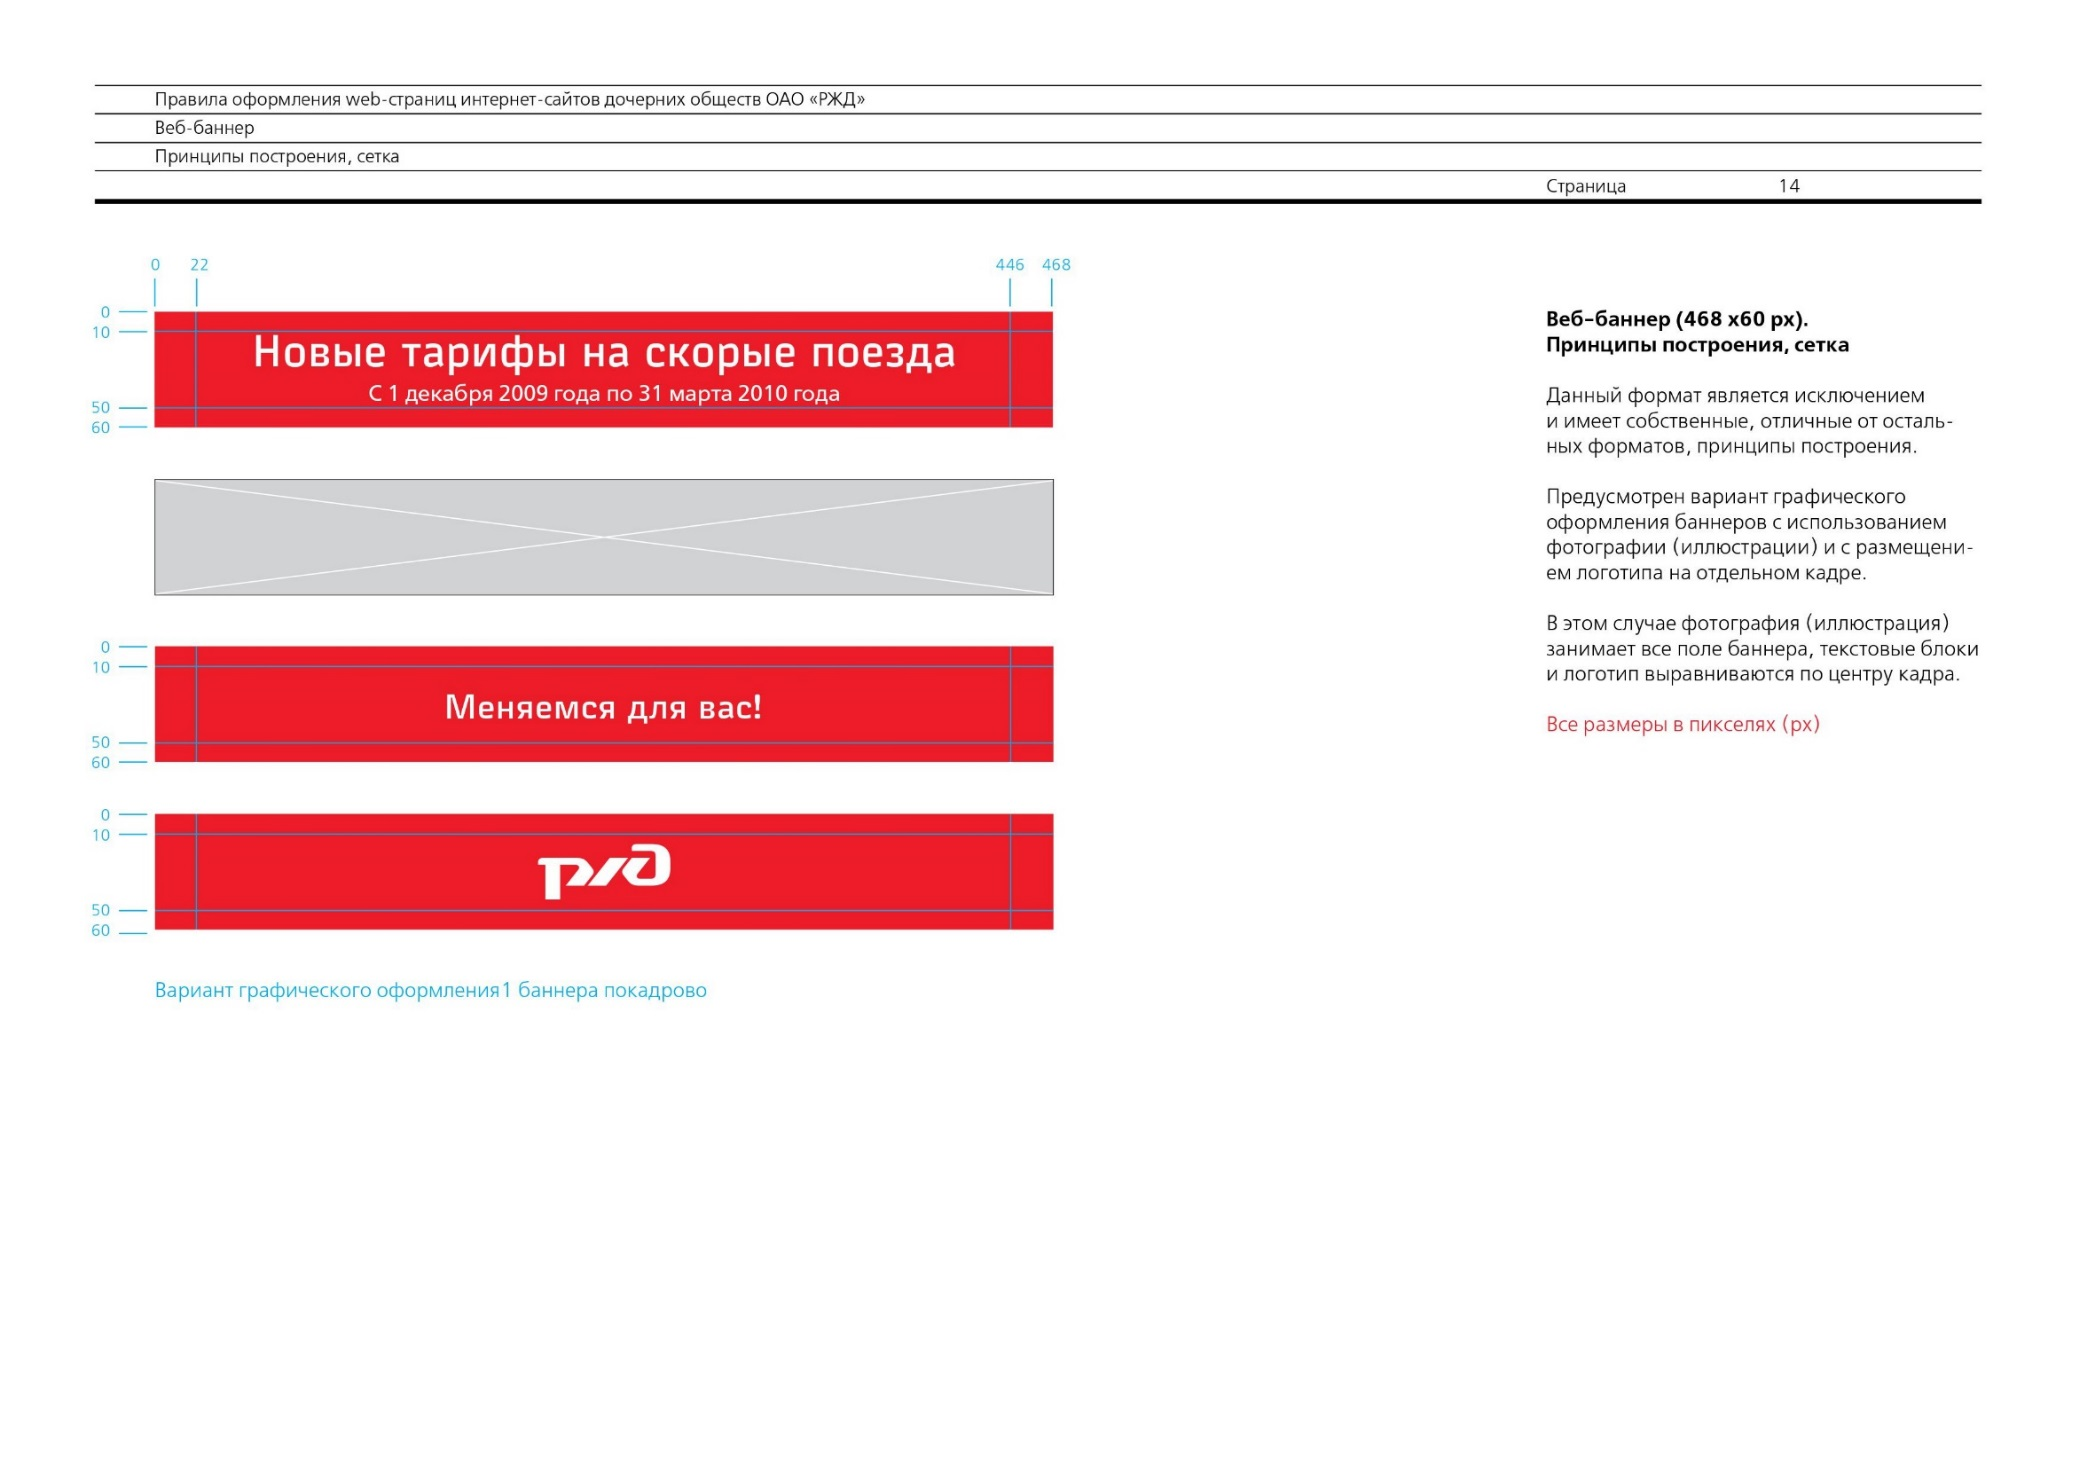 Правила оформления web-страниц интернет-сайтов дочерних обществ ОАО «РЖД»
Веб-баннер
Принципы построения, сетка
Страница 14
0 22 446 468
0
10
Новые тарифы на скорые поезда
С 1 декабря 2009 года по 31 марта 2010 года
50
60
0
10
Меняемся для вас!
50
60
0
10
ржд
50
60
Вариант графического оформления1 баннера покадрово
Веб-баннер (468 х60 px).
Принципы построения, сетка
Данный формат является исключением
и имеет собственные, отличные от осталь-
ных форматов, принципы построения.
Предусмотрен вариант графического
оформления баннеров с использованием
фотографии (иллюстрации) и с размещени-
ем логотипа на отдельном кадре.
В этом случае фотография (иллюстрация)
занимает все поле баннера, текстовые блоки
и логотип выравниваются по центру кадра.
Все размеры в пикселях (px)